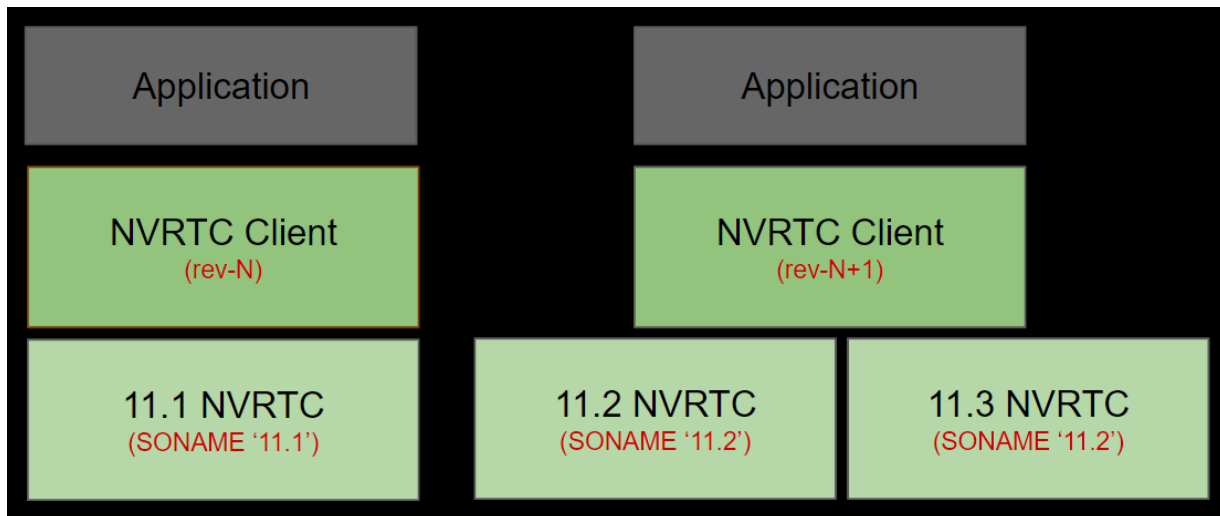 Application
NVRTC Client
(rev-N)
11.1 NVRTC
(SONAME ‘11.1’)
Application
NVRTC Client
(rev-N+1)
11.2 NVRTC
(SONAME ‘11.2’)
11.3 NVRTC
(SONAME ‘11.2’)